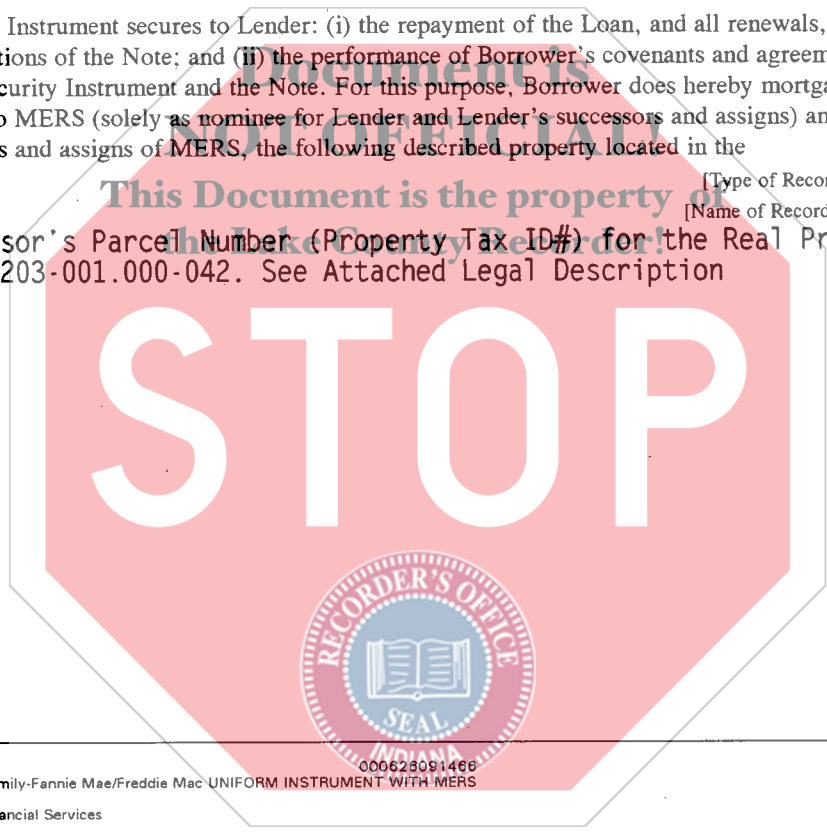 Instrument secures to Lender: (i) the repayment of the Loan, and all renewals,
tions of the Note; and (ii) the performance of Borrower's covenants and agreem
curity Instrument and the Note. For this purpose, Borrower does hereby mortga
o MERS (solely as nominee for Lender and Lender's successors and assigns) an
s and assigns of MERS, the following described property located in the
[Type of Recor
[Name of Record
sor's Parcel Number (Property Tax ID#) for the Real Pr
203-001.000-042. See Attached Legal Description
Document is
NOT OFFICIAL!
This Document is the property of
the Lake County Recorder!
STOP
RECORDER'S OFFICE
SEAL
INDIANA
000626091466
mily-Fannie Mae/Freddie Mac UNIFORM INSTRUMENT WITH MERS
ancial Services